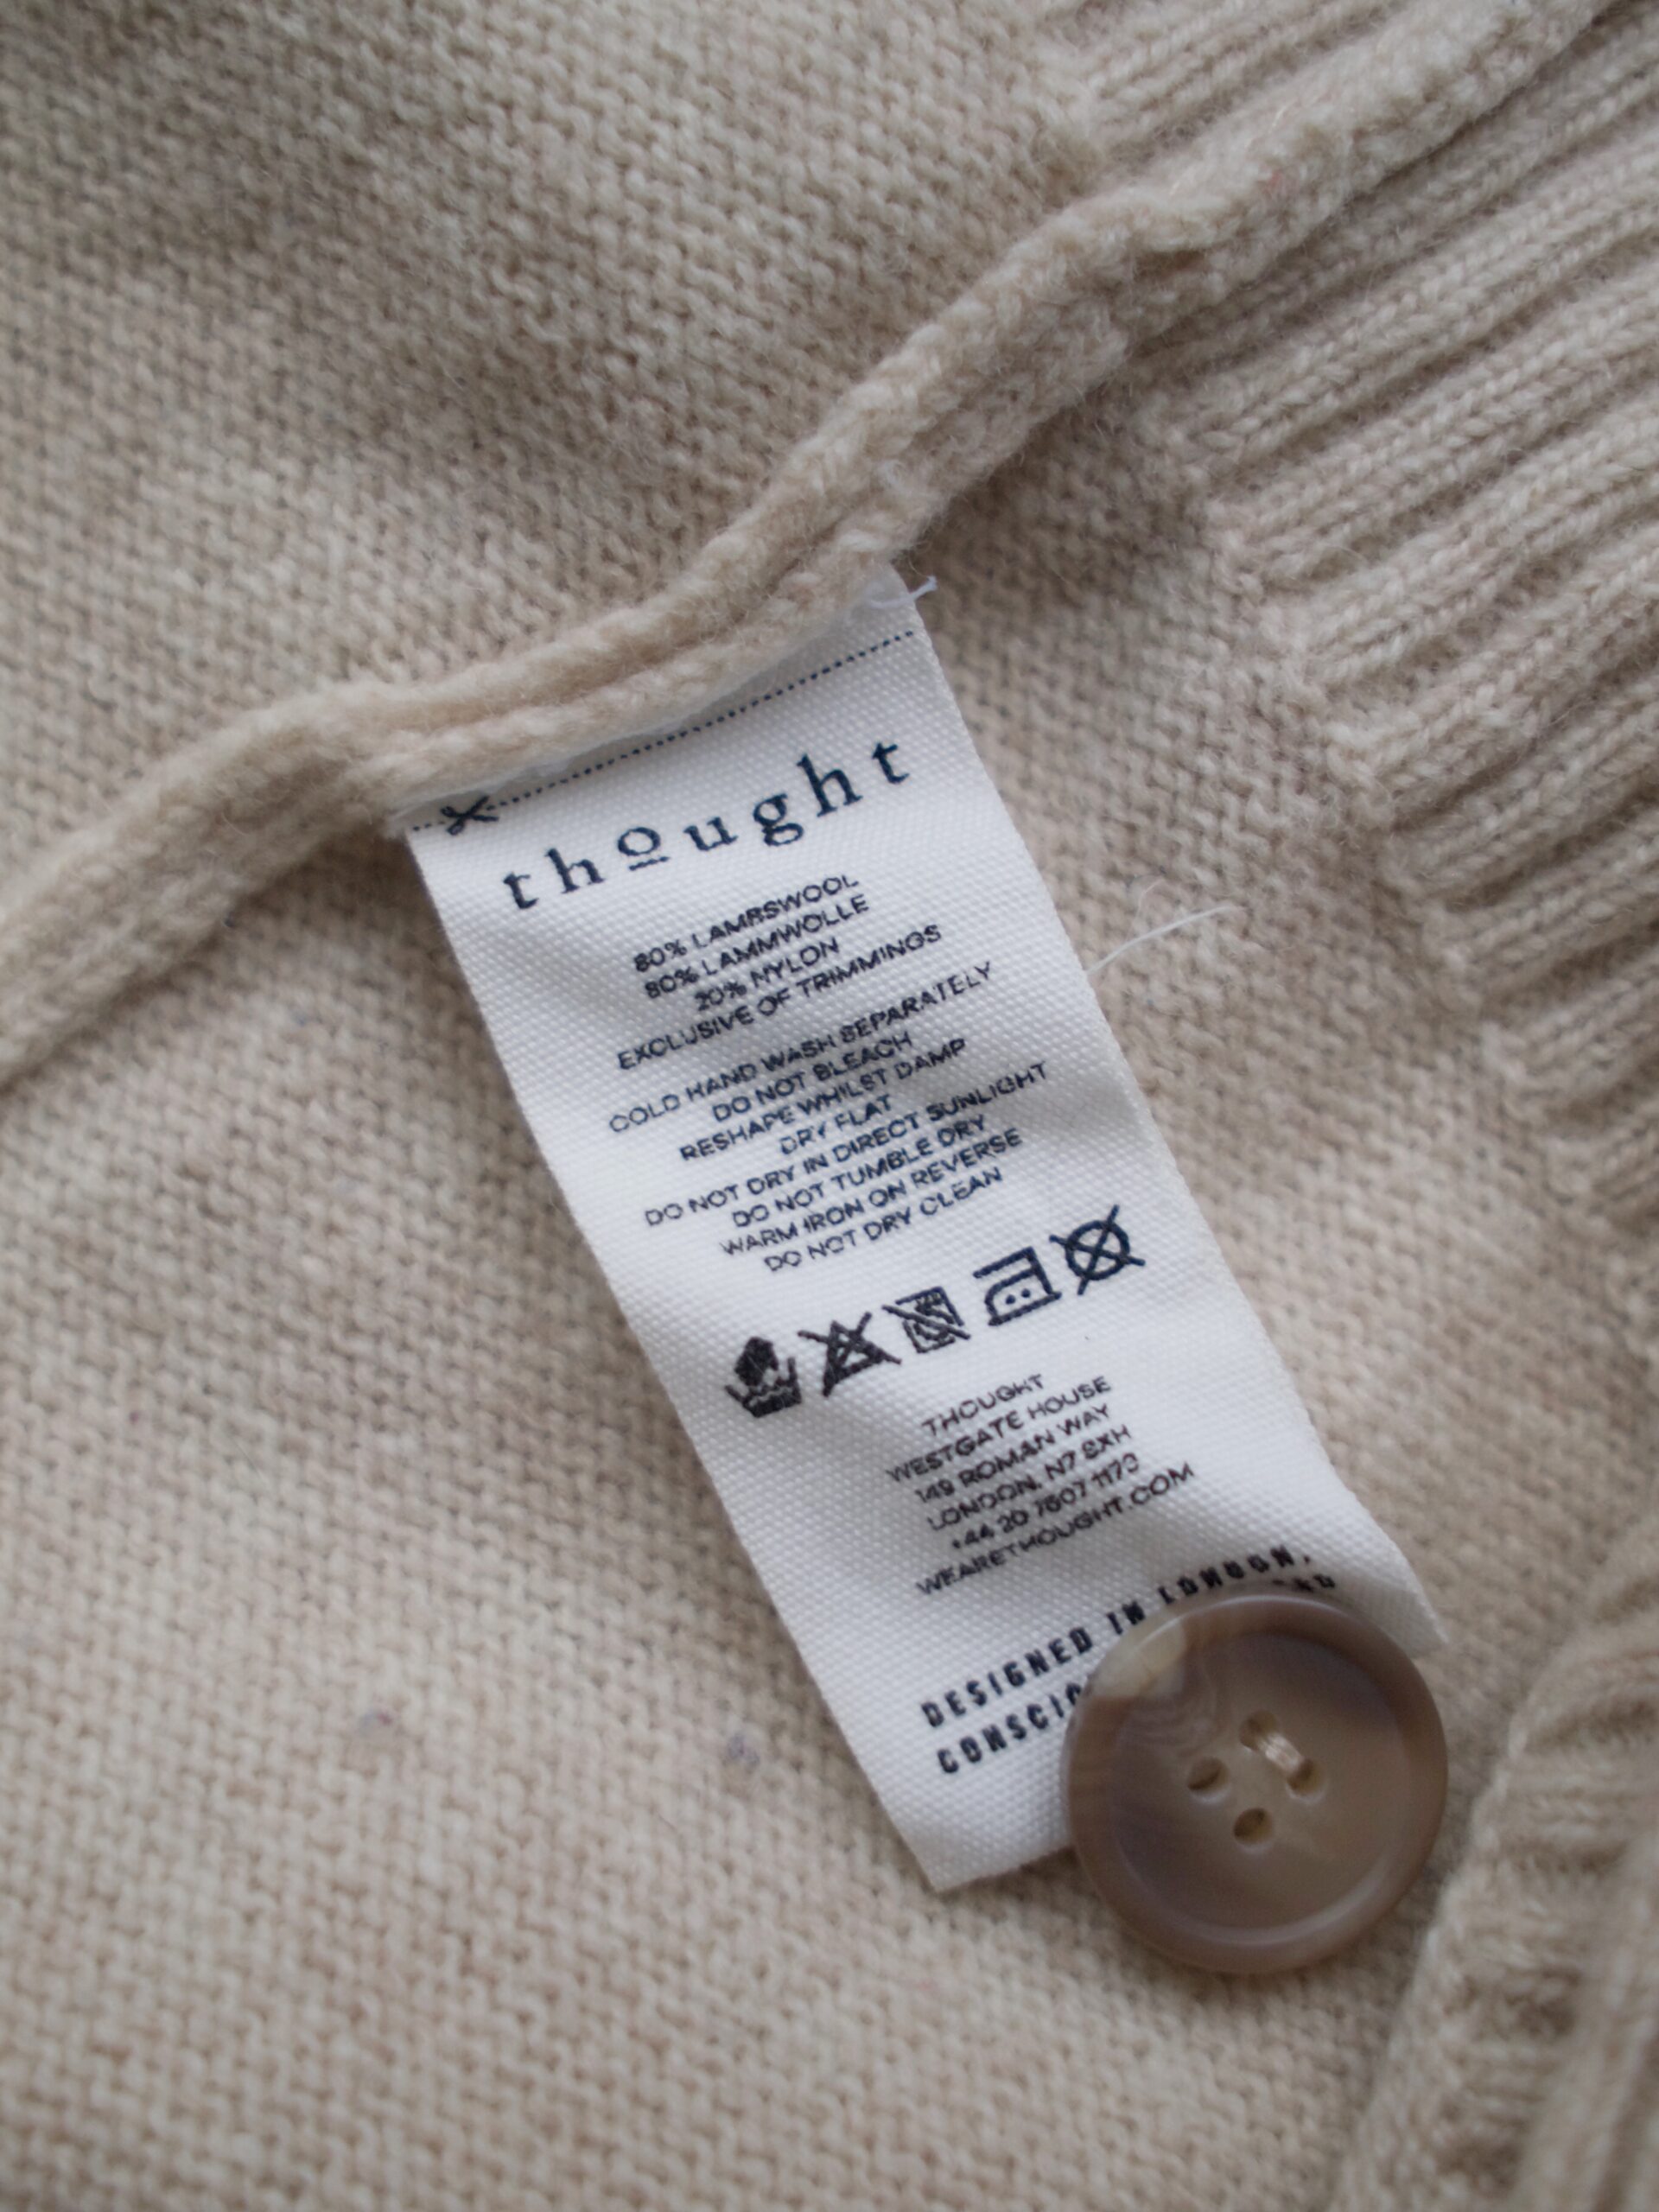 thought
80% LAMBSWOOL
80% LAMMWOLLE
20% NYLON
EXCLUSIVE OF TRIMMINGS
COLD HAND WASH SEPARATELY
DO NOT BLEACH
RESHAPE WHILST DAMP
DRY FLAT
DO NOT DRY IN DIRECT SUNLIGHT
DO NOT TUMBLE DRY
WARM IRON ON REVERSE
DO NOT DRY CLEAN
THOUGHT
WESTGATE HOUSE
149 ROMAN WAY
LONDON, N7 8XH
+44 20 7607 1173
WEARETHOUGHT.COM
DESIGNED IN LONDON,